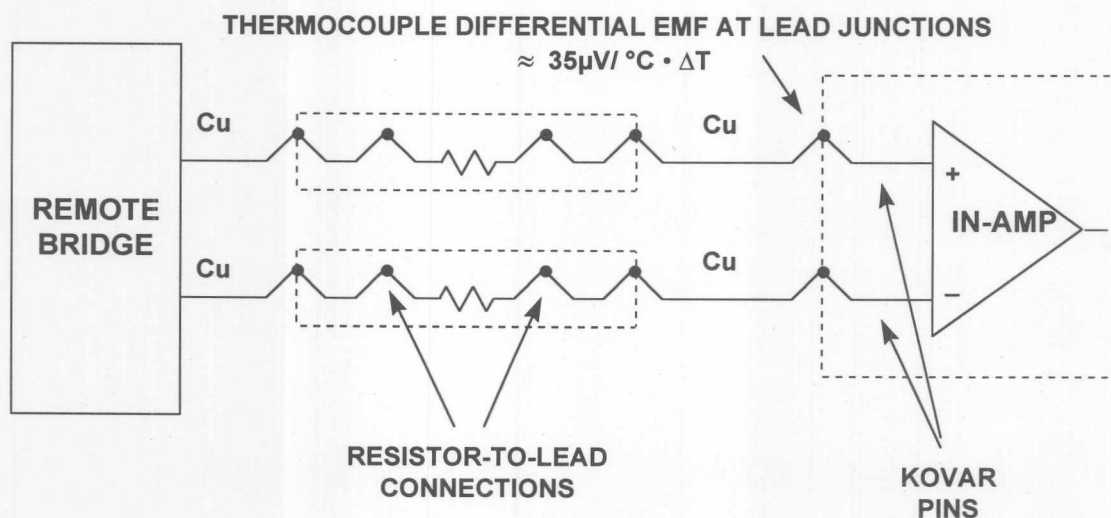 THERMOCOUPLE DIFFERENTIAL EMF AT LEAD JUNCTIONS
≈ 35µV/ °C • ΔT
Cu
Cu
REMOTE
BRIDGE
+
IN-AMP
Cu
Cu
–
RESISTOR-TO-LEAD
CONNECTIONS
KOVAR
PINS